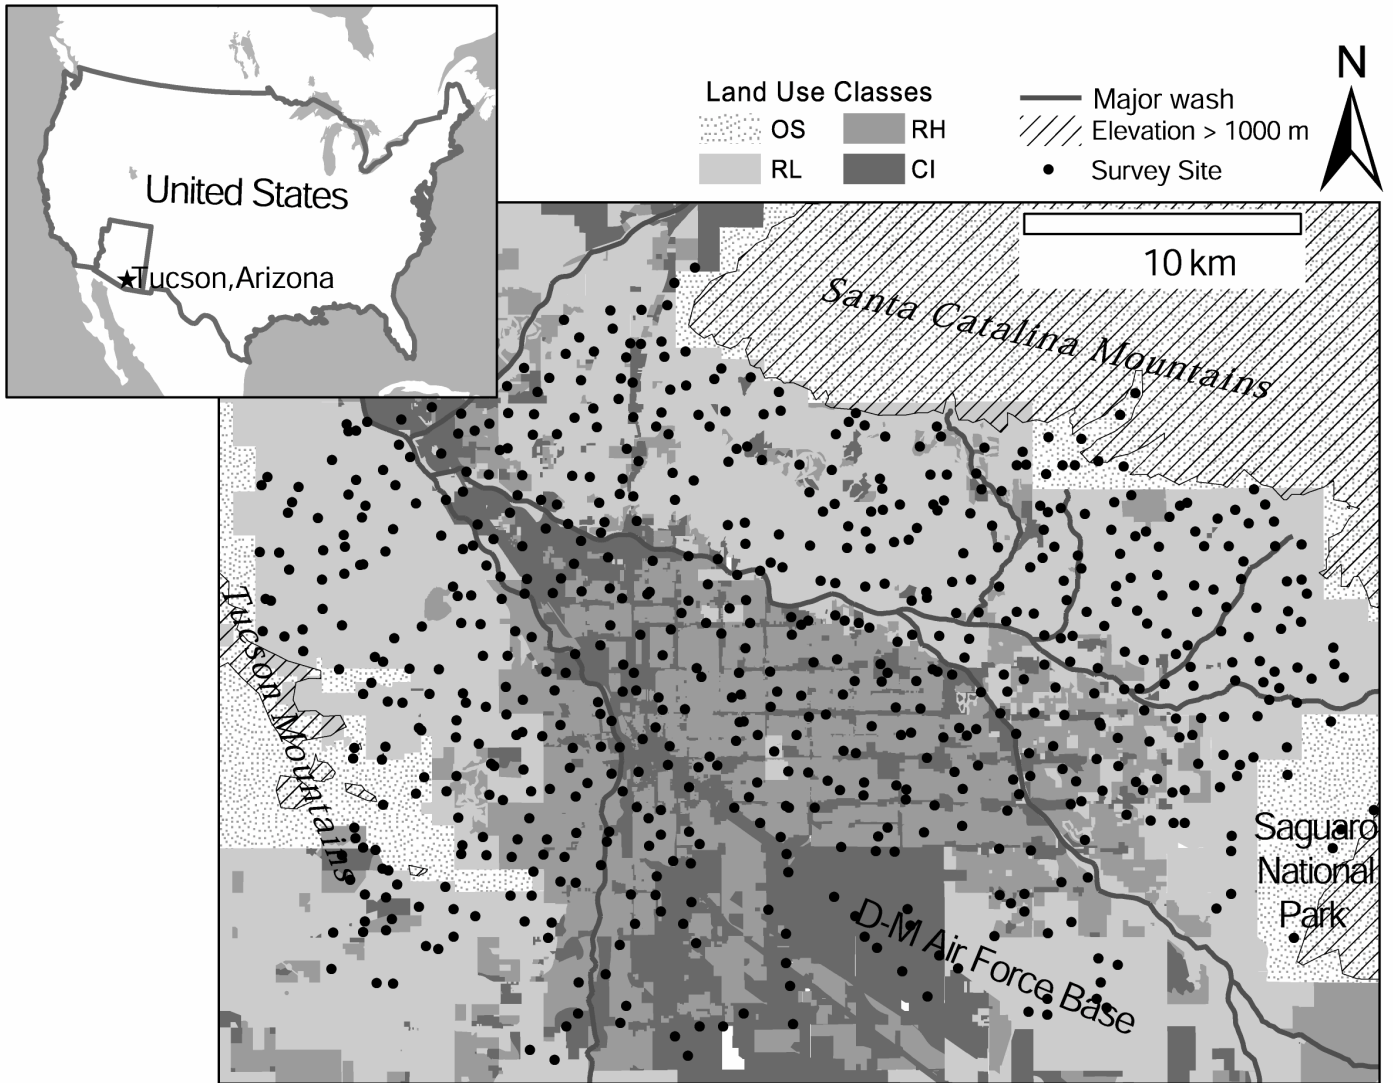 United States
Tucson,Arizona
Land Use Classes
OS
RH
RL
CI
Major wash
Elevation > 1000 m
Survey Site
N
10 km
Santa Catalina Mountains
Tucson Mountains
Saguaro
National
Park
D-M Air Force Base